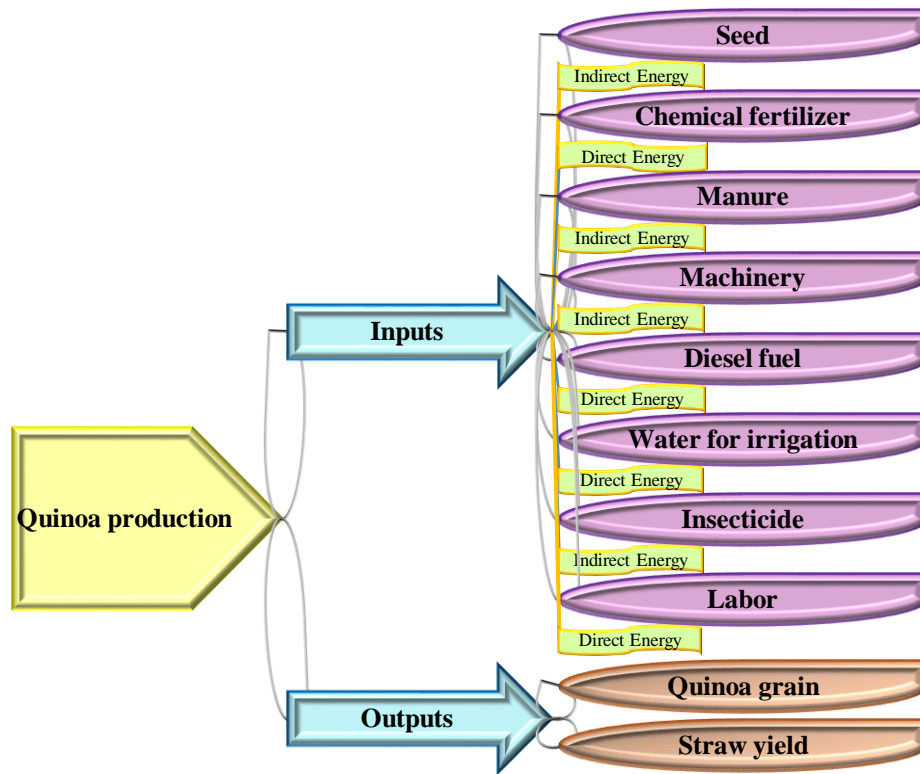 Seed
Indirect Energy
Chemical fertilizer
Direct Energy
Manure
Indirect Energy
Machinery
Inputs
Indirect Energy
Diesel fuel
Direct Energy
Water for irrigation
Direct Energy
Quinoa production
Insecticide
Indirect Energy
Labor
Direct Energy
Quinoa grain
Outputs
Straw yield